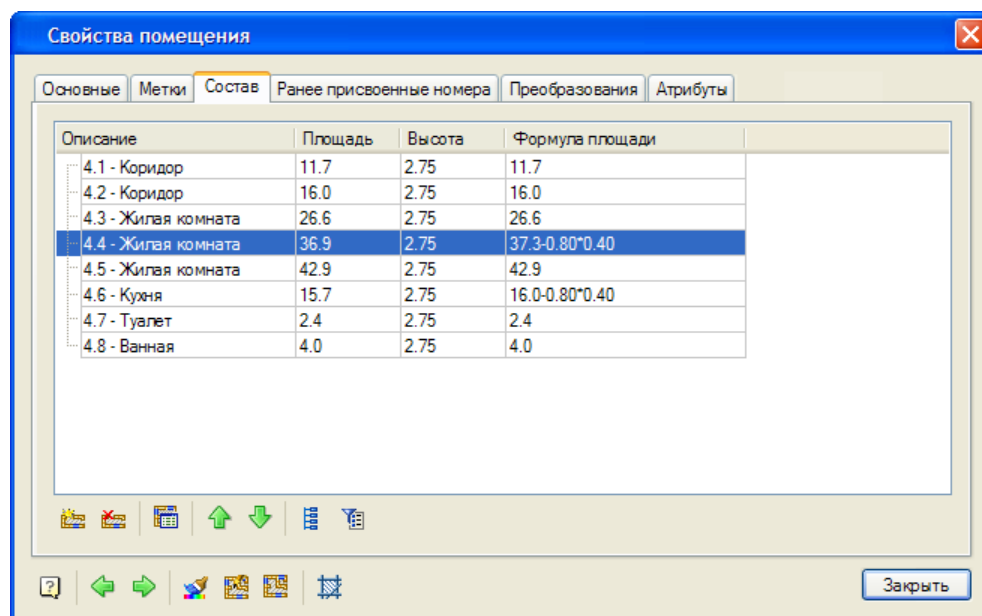 Свойства помещения
Основные Метки Состав Ранее присвоенные номера Преобразования Атрибуты
Описание Площадь Высота Формула площади
4.1 - Коридор 11.7 2.75 11.7
4.2 - Коридор 16.0 2.75 16.0
4.3 - Жилая комната 26.6 2.75 26.6
4.4 - Жилая комната 36.9 2.75 37.3-0.80*0.40
4.5 - Жилая комната 42.9 2.75 42.9
4.6 - Кухня 15.7 2.75 16.0-0.80*0.40
4.7 - Туалет 2.4 2.75 2.4
4.8 - Ванная 4.0 2.75 4.0
Закрыть